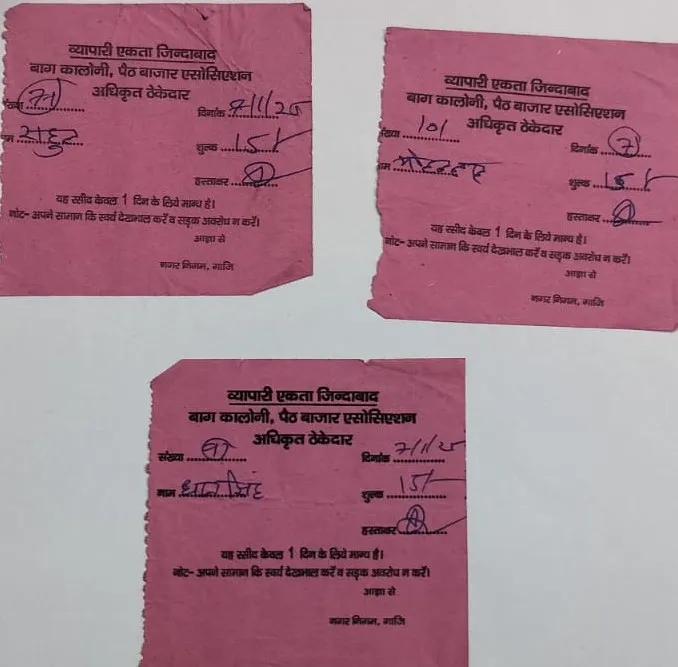 व्यापारी एकता जिन्दाबाद
बाग कालोनी, पैठ बाजार एसोसिएशन
अधिकृत ठेकेदार
ख्या 71 दिनांक 7/1/25
म राहुल शुल्क 15/-
हस्ताक्षर
यह रसीद केवल 1 दिन के लिये मान्य है।
नोट- अपने सामान कि स्वयं देखभाल करें व सड़क अवरोध न करें।
आज्ञा से
नगर निगम, गाजि
व्यापारी एकता जिन्दाबाद
बाग कालोनी, पैठ बाजार एसोसिएशन
अधिकृत ठेकेदार
ंख्या 101 दिनांक 7
म शुल्क 15/-
हस्ताक्षर
यह रसीद केवल 1 दिन के लिये मान्य है।
नोट- अपने सामान कि स्वयं देखभाल करें व सड़क अवरोध न करें।
आज्ञा से
नगर निगम, गाजि
व्यापारी एकता जिन्दाबाद
बाग कालोनी, पैठ बाजार एसोसिएशन
अधिकृत ठेकेदार
संख्या दिनांक 7/1/25
नाम सिंह शुल्क 15/-
हस्ताक्षर
यह रसीद केवल 1 दिन के लिये मान्य है।
नोट- अपने सामान कि स्वयं देखभाल करें व सड़क अवरोध न करें।
आज्ञा से
नगर निगम, गाजि